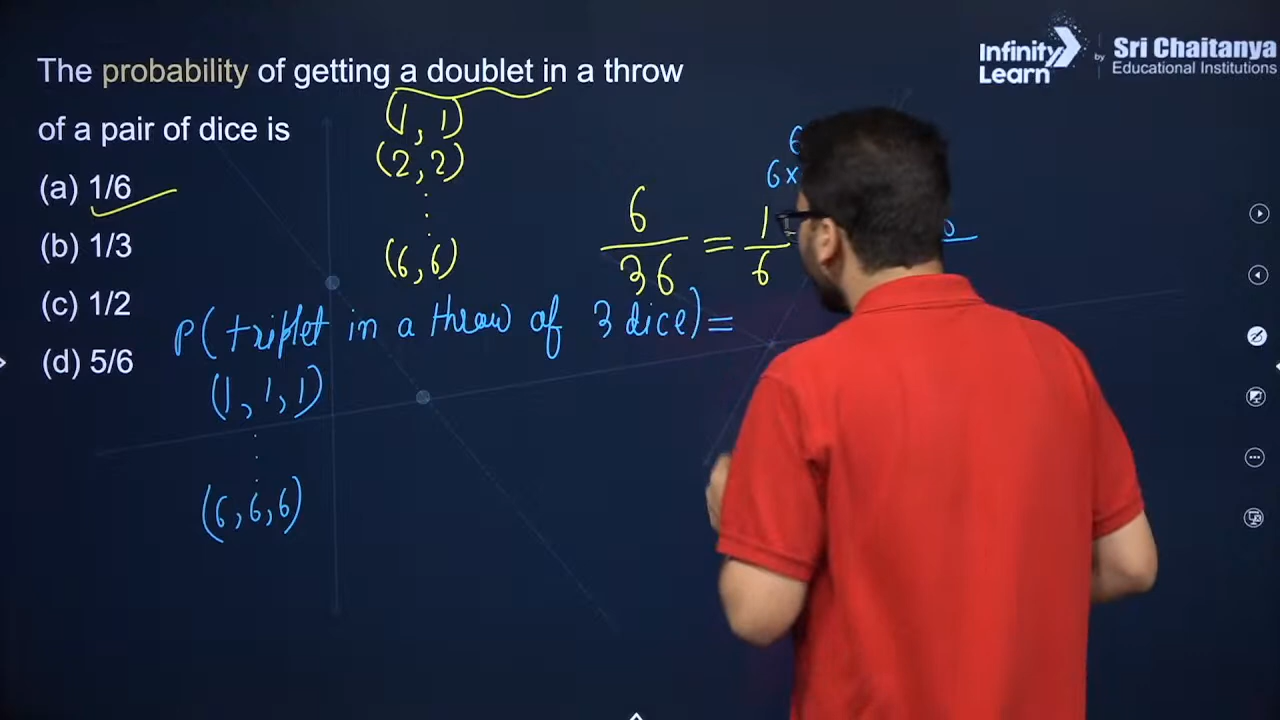 The probability of getting a doublet in a throw
of a pair of dice is
(a) 1/6
(b) 1/3
(c) 1/2
(d) 5/6
(1, 1)
(2, 2)
(6, 6)
6/36 = 1/6
6
6×
P(triplet in a throw of 3 dice) =
(1, 1, 1)
(6, 6, 6)
Infinity Learn
by Sri Chaitanya
Educational Institutions